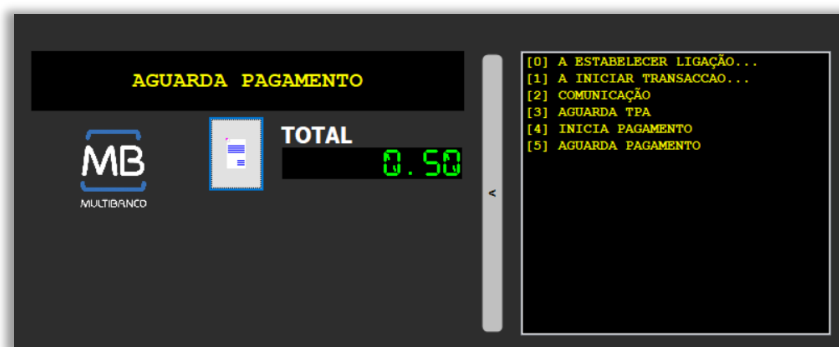 AGUARDA PAGAMENTO
MB
MULTIBANCO
TOTAL
0.50
<
[0] A ESTABELECER LIGAÇÃO...
[1] A INICIAR TRANSACCAO...
[2] COMUNICAÇÃO
[3] AGUARDA TPA
[4] INICIA PAGAMENTO
[5] AGUARDA PAGAMENTO